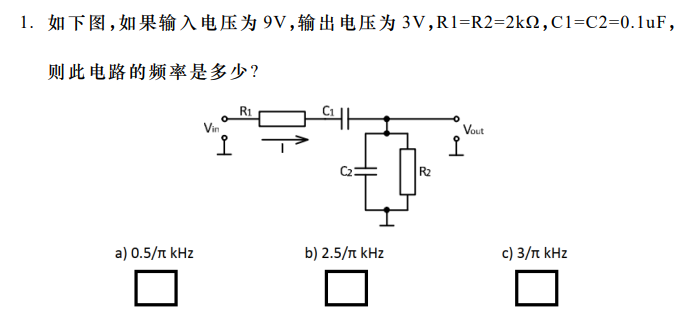 1. 如下图,如果输入电压为 9V,输出电压为 3V,R1=R2=2kΩ,C1=C2=0.1uF,
则此电路的频率是多少?
R1
C1
Vin
Vout
I
C2
R2
a) 0.5/π kHz
b) 2.5/π kHz
c) 3/π kHz